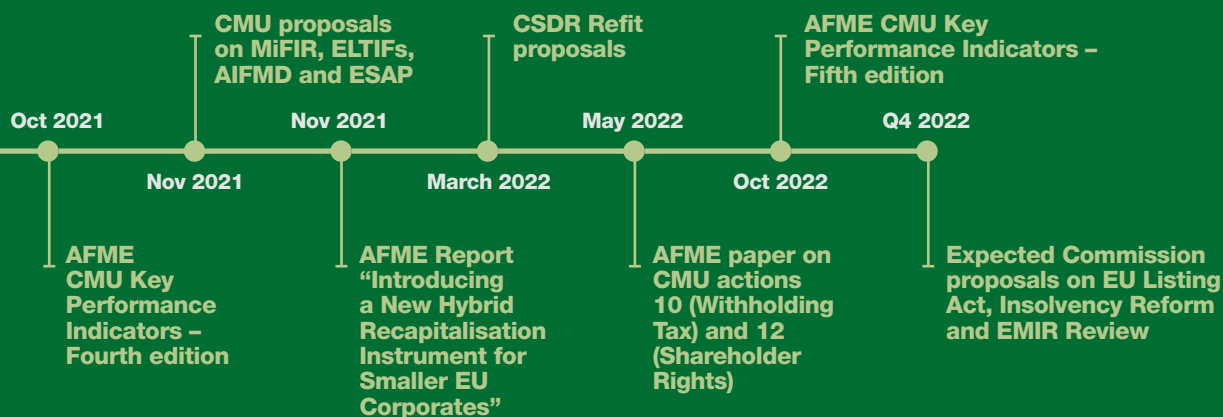 CMU proposals
on MiFIR, ELTIFs,
AIFMD and ESAP
CSDR Refit
proposals
AFME CMU Key
Performance Indicators –
Fifth edition
Oct 2021
Nov 2021
May 2022
Q4 2022
Nov 2021
March 2022
Oct 2022
AFME
CMU Key
Performance
Indicators –
Fourth edition
AFME Report
“Introducing
a New Hybrid
Recapitalisation
Instrument for
Smaller EU
Corporates”
AFME paper on
CMU actions
10 (Withholding
Tax) and 12
(Shareholder
Rights)
Expected Commission
proposals on EU Listing
Act, Insolvency Reform
and EMIR Review